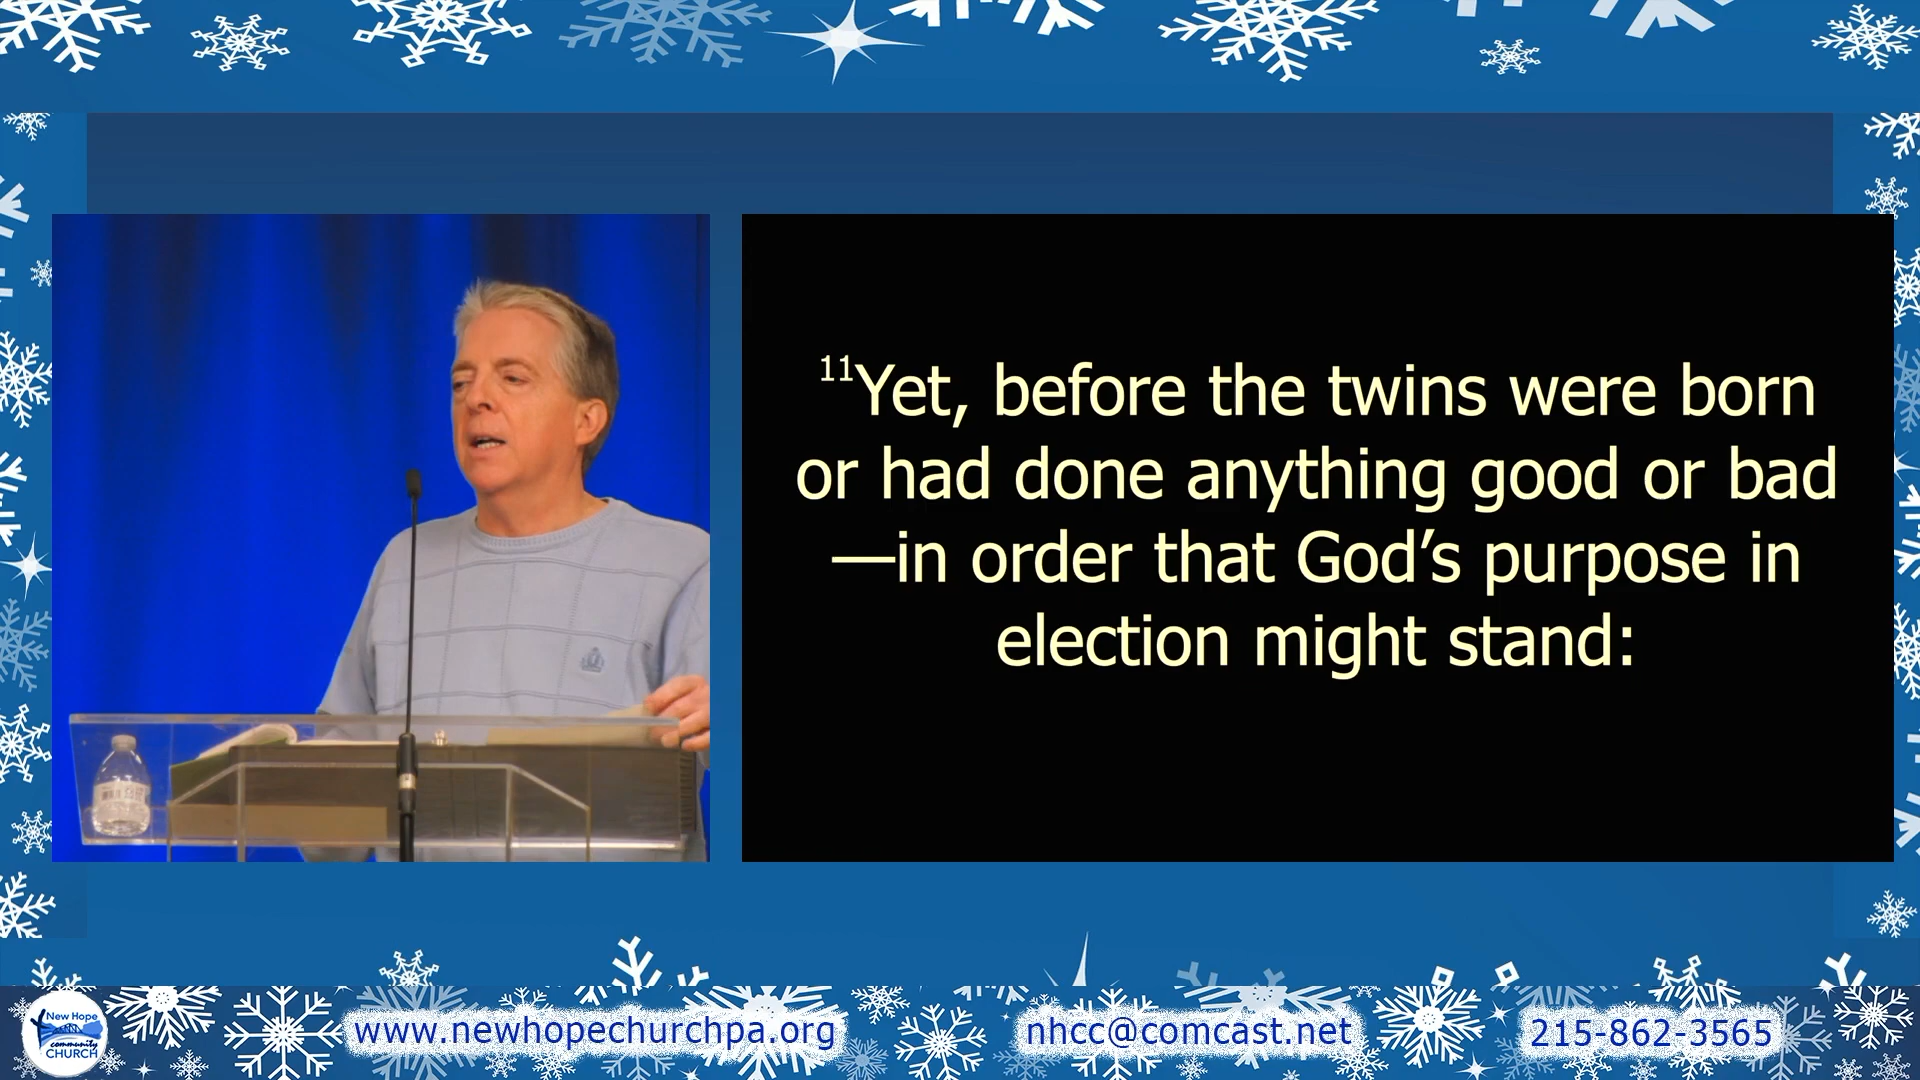 11Yet, before the twins were born
or had done anything good or bad
—in order that God’s purpose in
election might stand:
New Hope
community
CHURCH
www.newhopechurchpa.org
nhcc@comcast.net
215-862-3565